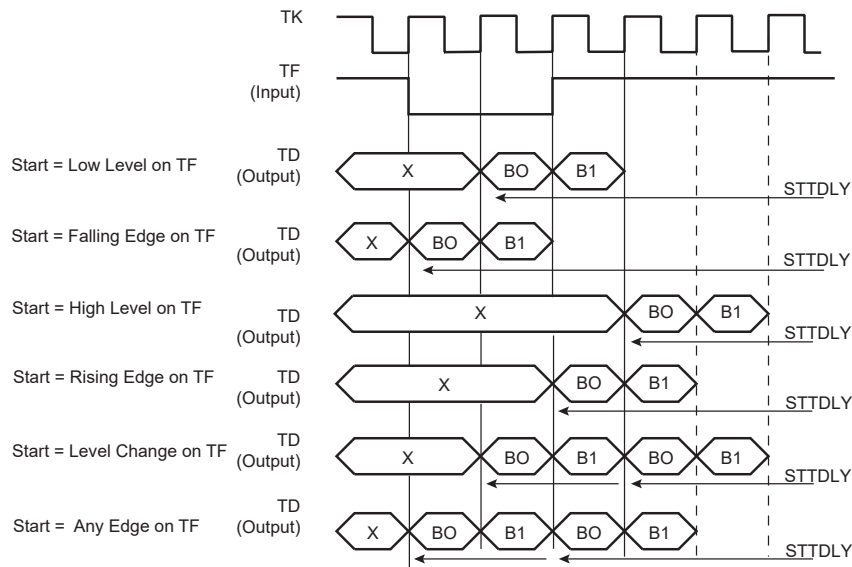 TK
TF
(Input)
Start = Low Level on TF
TD
(Output)
X
BO
B1
STTDLY
Start = Falling Edge on TF
TD
(Output)
X
BO
B1
STTDLY
Start = High Level on TF
TD
(Output)
X
BO
B1
STTDLY
Start = Rising Edge on TF
TD
(Output)
X
BO
B1
STTDLY
Start = Level Change on TF
TD
(Output)
X
BO
B1
BO
B1
STTDLY
Start = Any Edge on TF
TD
(Output)
X
BO
B1
BO
B1
STTDLY